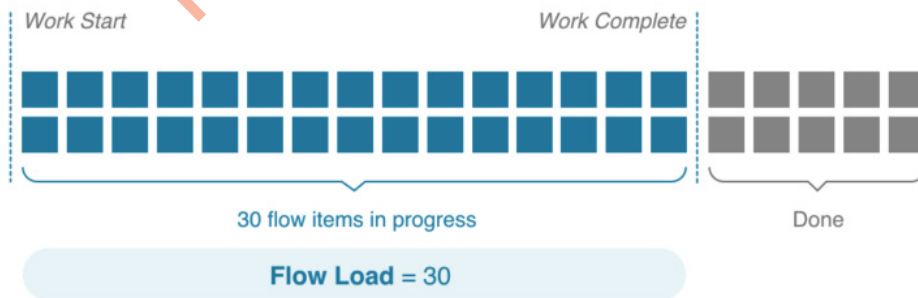 Work Start
Work Complete
30 flow items in progress
Done
Flow Load = 30